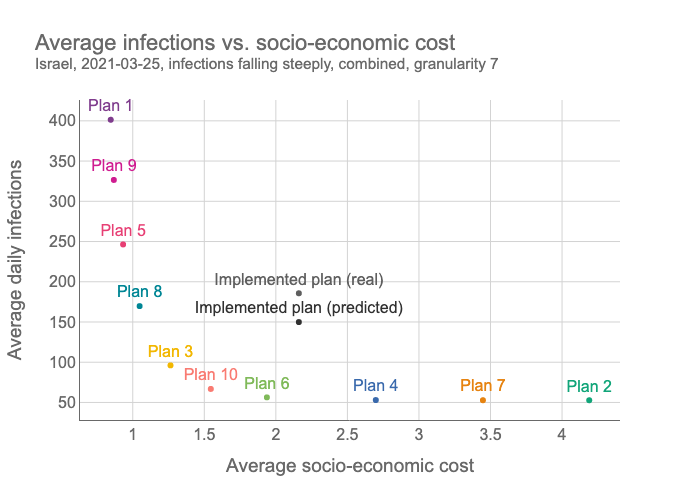 Average infections vs. socio-economic cost
Israel, 2021-03-25, infections falling steeply, combined, granularity 7
Plan 1
400
350
Plan 9
300
Plan 5
250
200
Implemented plan (real)
Plan 8
Implemented plan (predicted)
150
Plan 3
100
Plan 10
Plan 6
Plan 4
Plan 7
Plan 2
50
Average daily infections
1
1.5
2
2.5
3
3.5
4
Average socio-economic cost